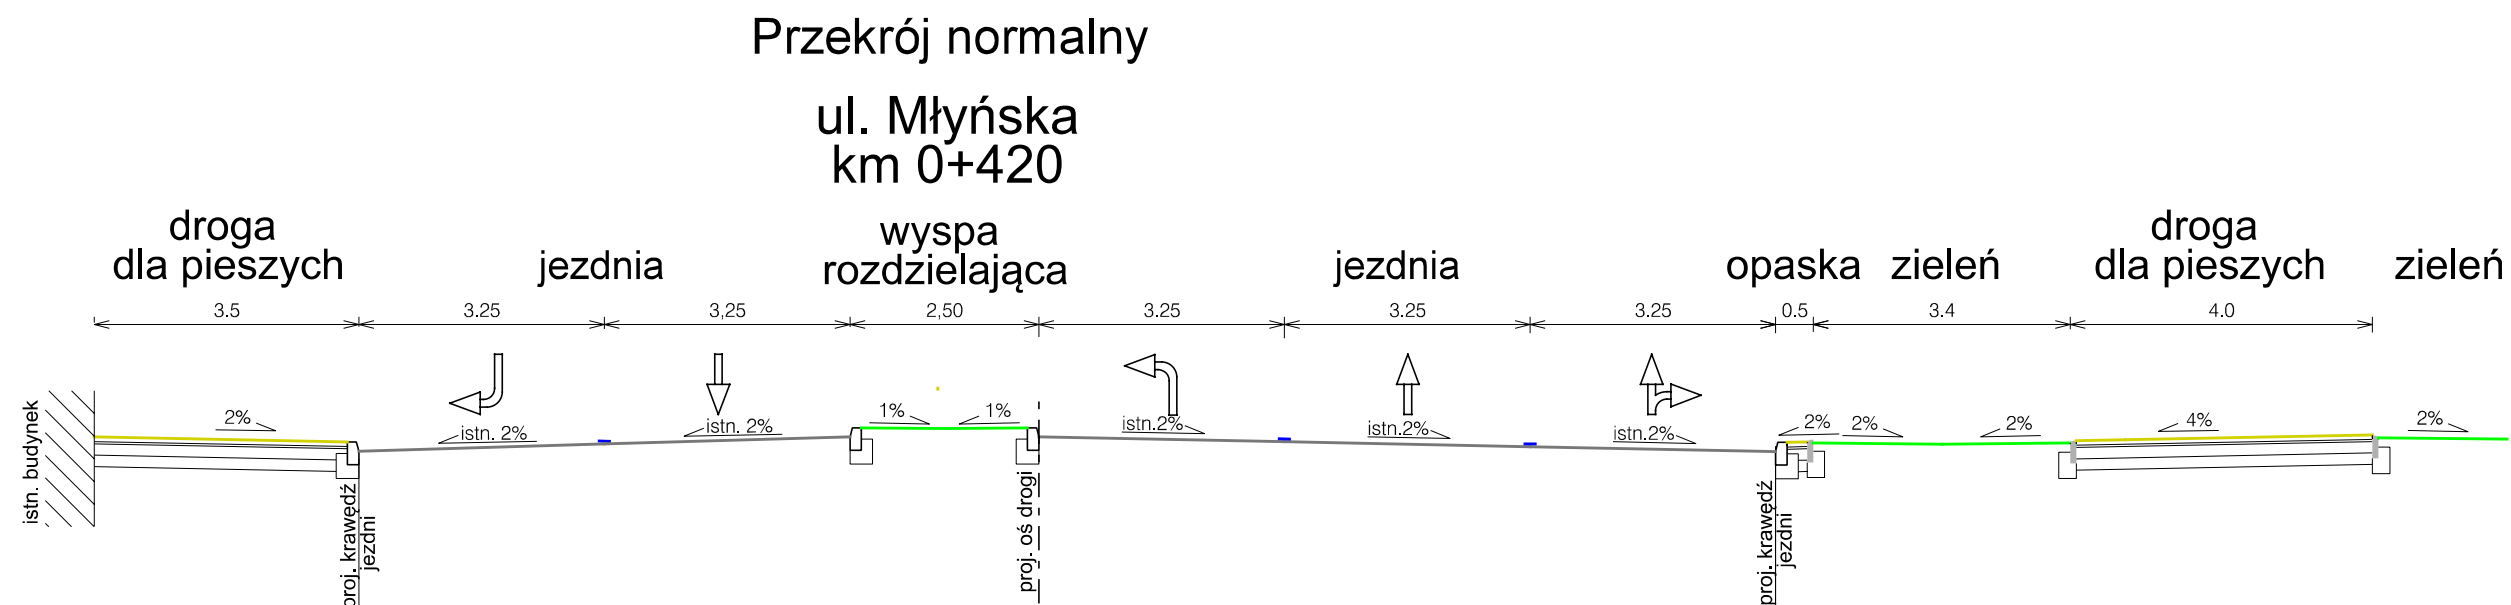 Przekrój normalny
ul. Młyńska
km 0+420
droga
dla pieszych
jezdnia
wyspa
rozdzielająca
jezdnia
opaska
zieleń
droga
dla pieszych
zieleń
3.5
3.25
3,25
2,50
3.25
3.25
3.25
0.5
3.4
4.0
istn. budynek
2%
istn. 2%
istn. 2%
1%
1%
istn.2%
istn.2%
istn.2%
2%
2%
2%
4%
2%
proj. krawędź
jezdni
proj. oś drogi
proj. krawędź
jezdni